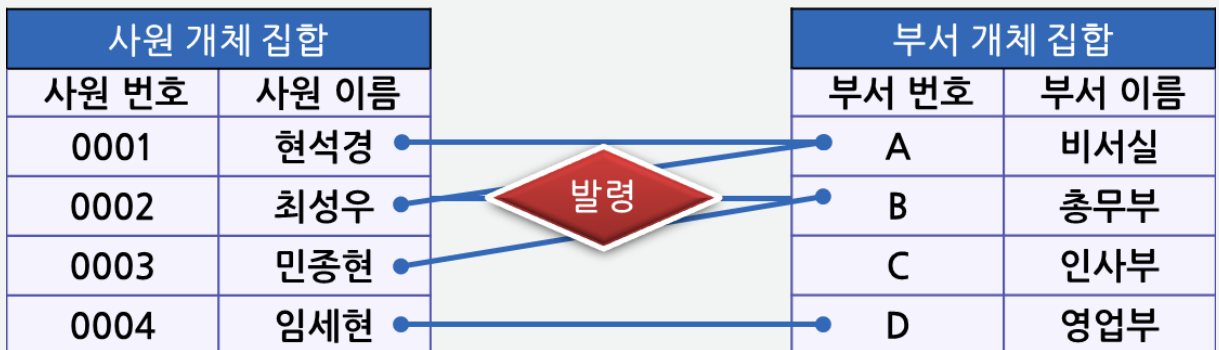 사원 개체 집합 부서 개체 집합
사원 번호 사원 이름 부서 번호 부서 이름
0001 현석경 A 비서실
발령
0002 최성우 B 총무부
0003 민종현 C 인사부
0004 임세현 D 영업부